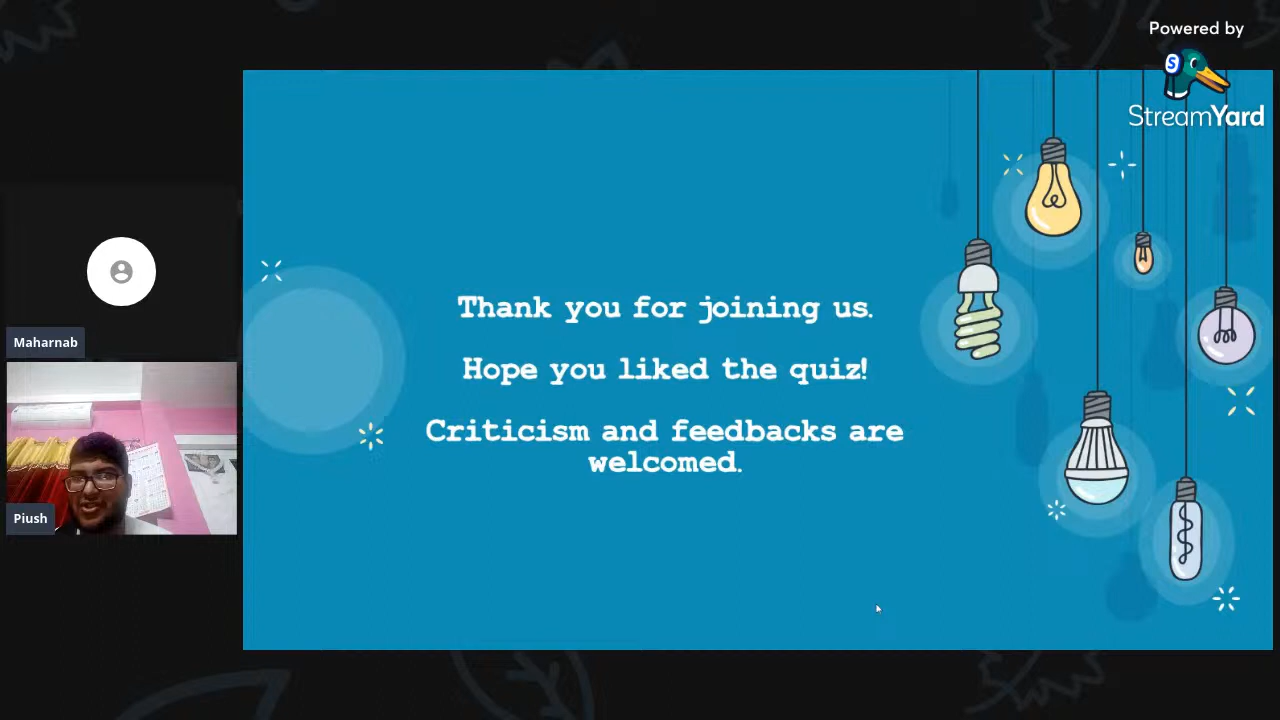 Powered by
StreamYard
Thank you for joining us.
Hope you liked the quiz!
Criticism and feedbacks are
welcomed.
Maharnab
Piush